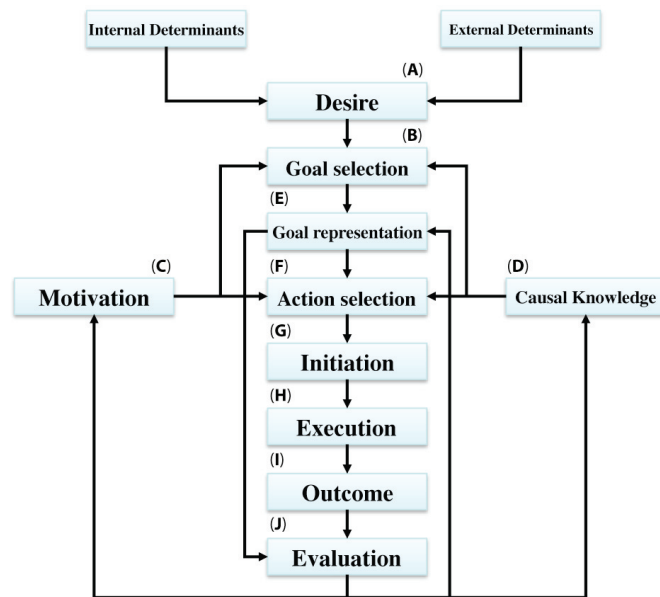 Internal Determinants
External Determinants
(A)
Desire
(B)
Goal selection
(E)
Goal representation
(C)
(F)
(D)
Motivation
Action selection
Causal Knowledge
(G)
Initiation
(H)
Execution
(I)
Outcome
(J)
Evaluation